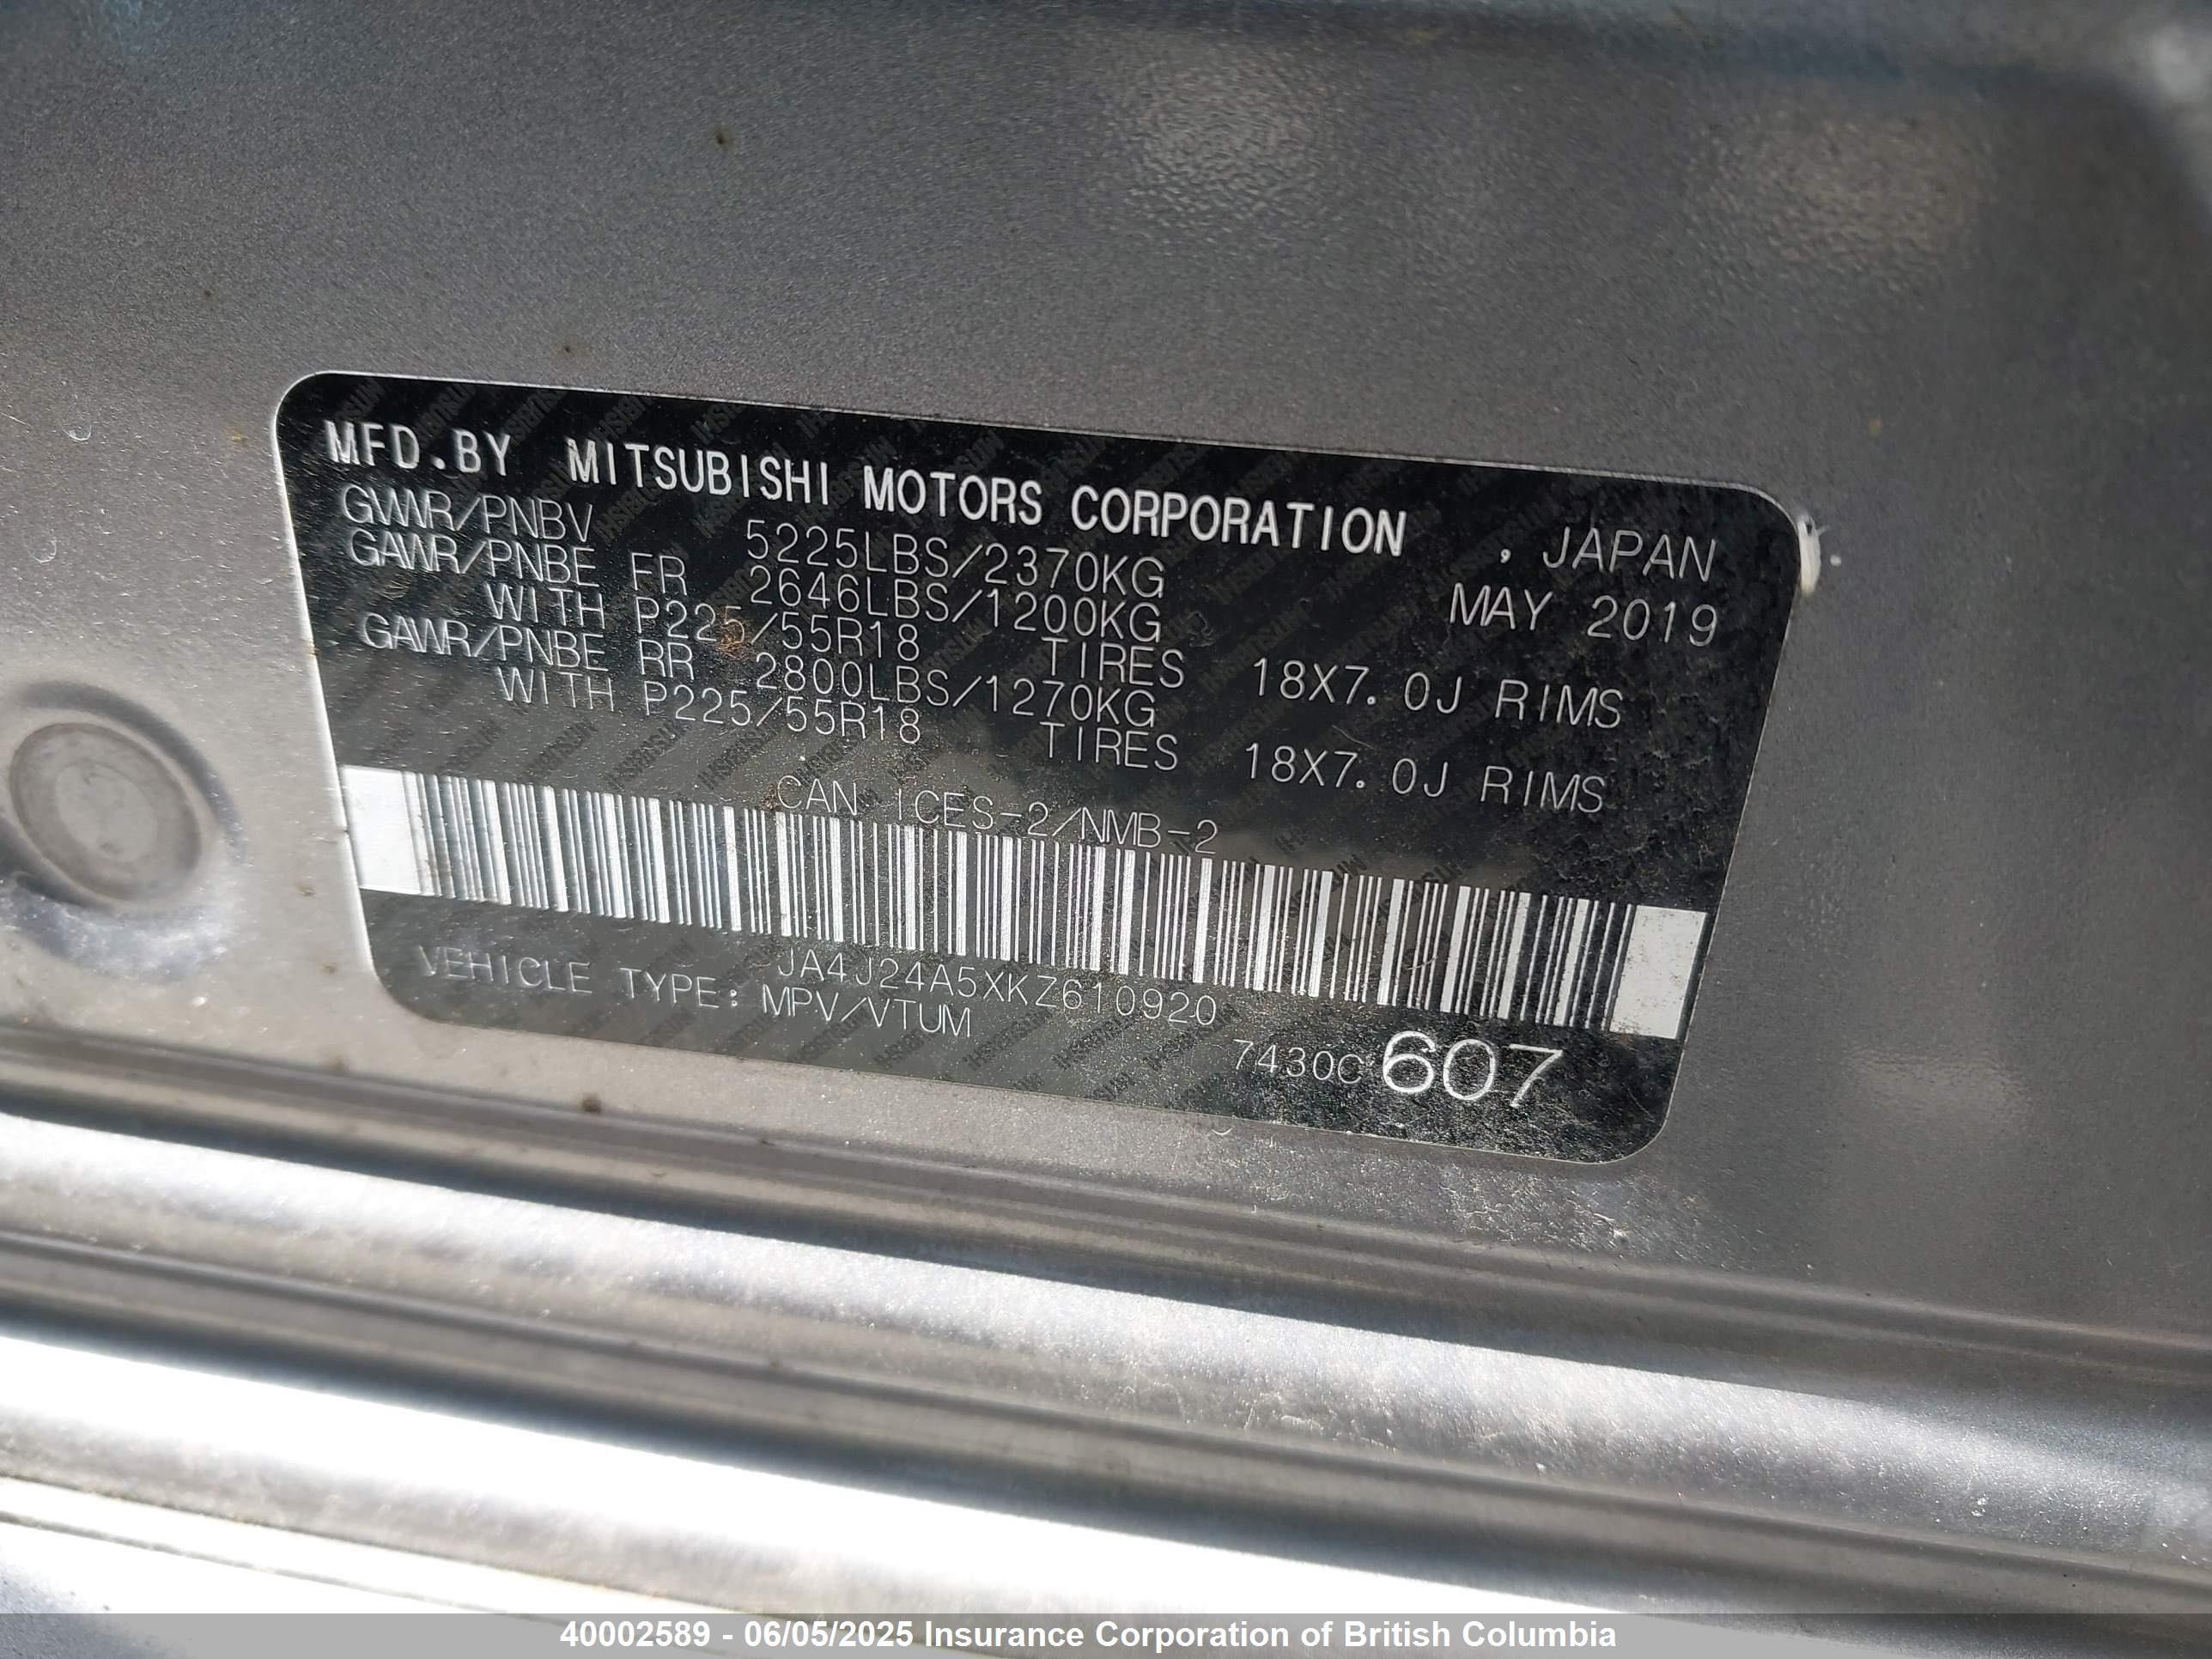 MFD.BY MITSUBISHI MOTORS CORPORATION , JAPAN
GVWR/PNBV 5225LBS/2370KG MAY 2019
GAWR/PNBE FR 2646LBS/1200KG
WITH P225/55R18 TIRES 18X7.0J RIMS
GAWR/PNBE RR 2800LBS/1270KG
WITH P225/55R18 TIRES 18X7.0J RIMS
CAN ICES-2/NMB-2
JA4J24A5XKZ610920
VEHICLE TYPE: MPV/VTUM
7430C 607
40002589 - 06/05/2025 Insurance Corporation of British Columbia